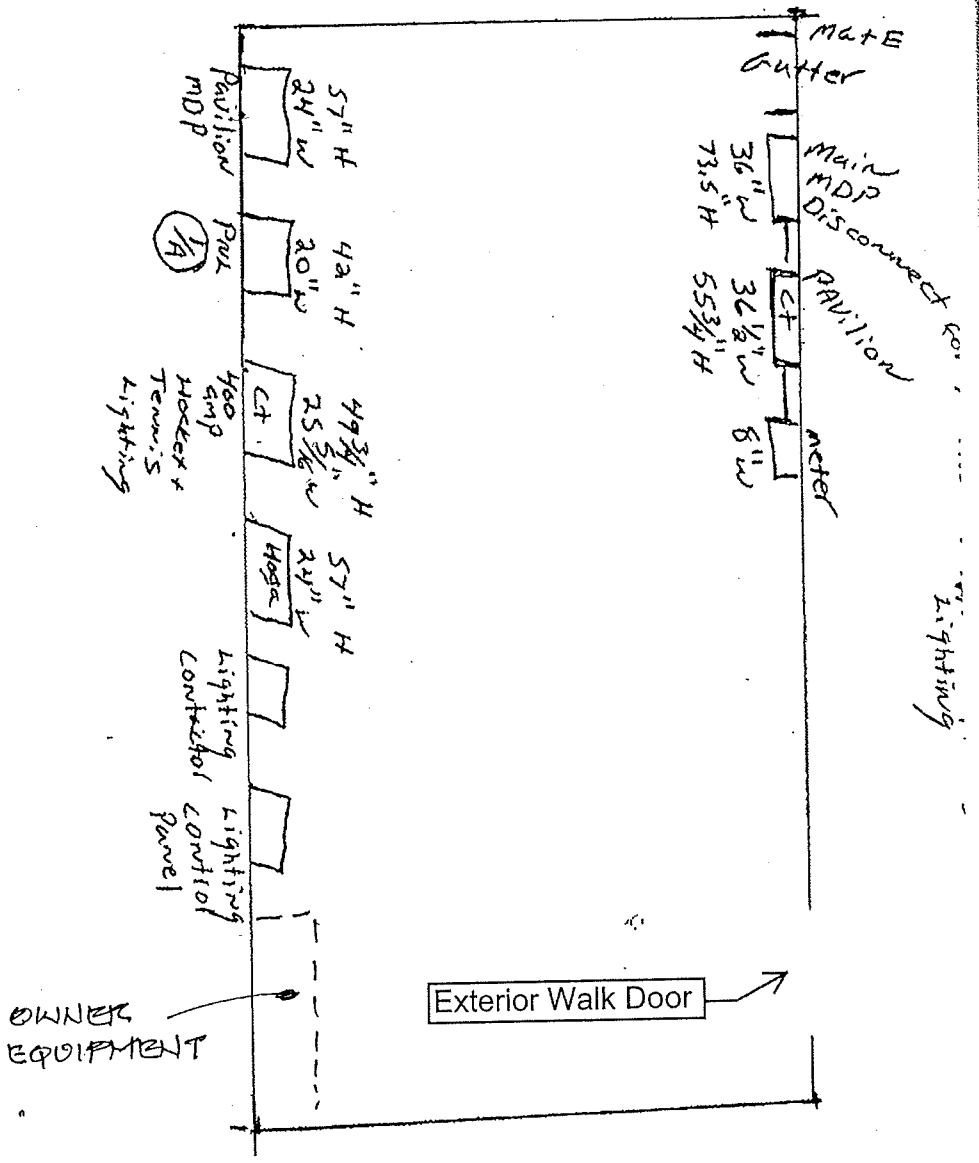 MatE
Gutter
Main
MDP
Disconnect for
Lighting
36" W
73.5 H
PAVilion
Ct
36 1/2" W
55 3/4" H
meter
8" W
Pavilion
MDP
57" H
24" W
PNL
1/A
42" H
20" W
Ct.
400
amp
Hockey +
Tennis
Lighting
49 3/4" H
25 5/16" W
57" H
24" W
Lighting
Contactor
Lighting
Control
Panel
OWNER
EQUIPMENT
Exterior Walk Door